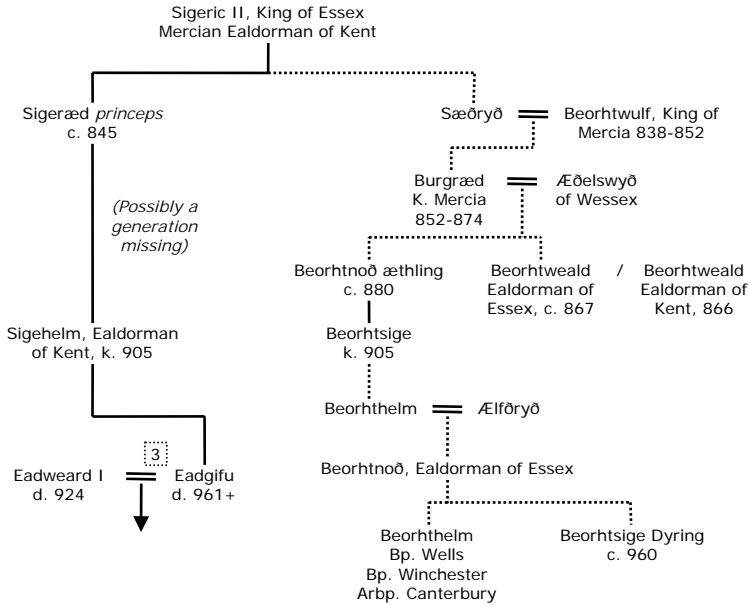 Sigeric II, King of Essex
Mercian Ealdorman of Kent
Sigeræd princeps
c. 845
Sæðryð
Beorhtwulf, King of
Mercia 838-852
Burgræd
K. Mercia
852-874
Æðelswyð
of Wessex
(Possibly a
generation
missing)
Beorhtnoð æthling
c. 880
Beorhtweald
Ealdorman of
Essex, c. 867
/
Beorhtweald
Ealdorman of
Kent, 866
Sigehelm, Ealdorman
of Kent, k. 905
Beorhtsige
k. 905
Beorhthelm
Ælfðryð
3
Eadweard I
d. 924
Eadgifu
d. 961+
Beorhtnoð, Ealdorman of Essex
Beorhthelm
Bp. Wells
Bp. Winchester
Arbp. Canterbury
Beorhtsige Dyring
c. 960